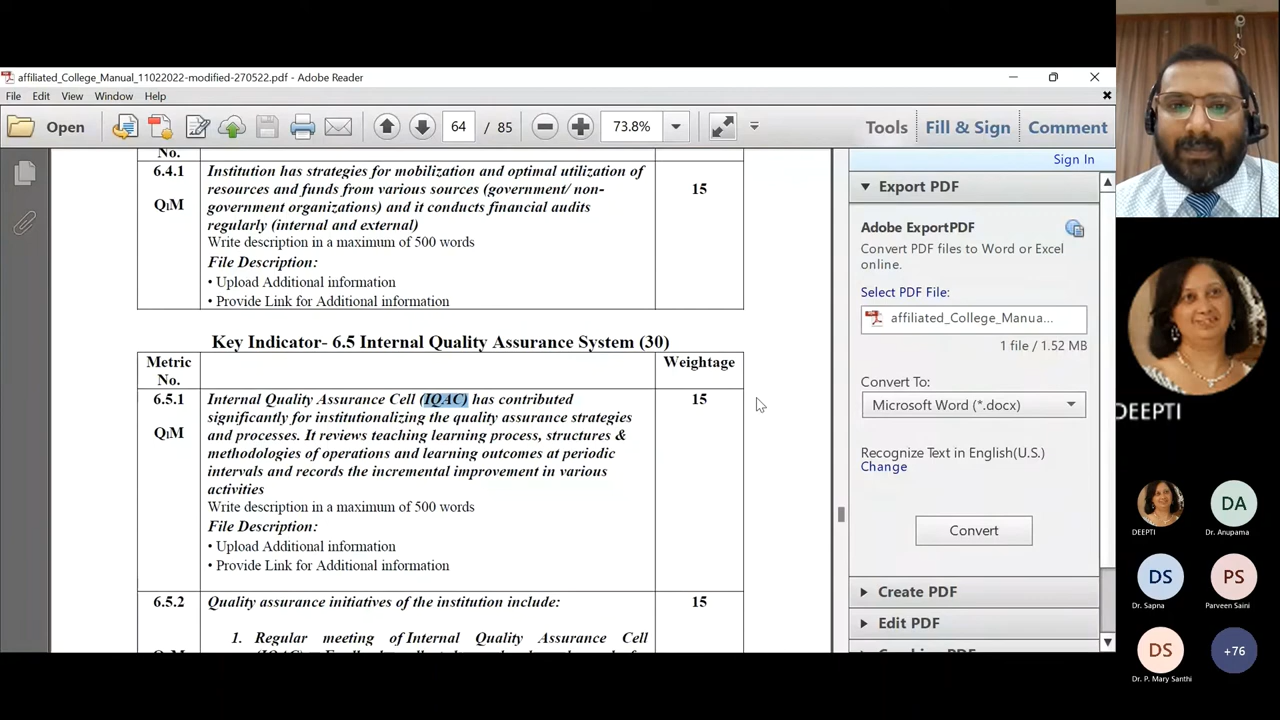 affiliated_College_Manual_11022022-modified-270522.pdf - Adobe Reader
File Edit View Window Help
Open
64 / 85
73.8%
Tools
Fill & Sign
Comment
No.
6.4.1
QlM
Institution has strategies for mobilization and optimal utilization of
resources and funds from various sources (government/ non-
government organizations) and it conducts financial audits
regularly (internal and external)
Write description in a maximum of 500 words
File Description:
• Upload Additional information
• Provide Link for Additional information
15
Key Indicator- 6.5 Internal Quality Assurance System (30)
Metric
No.
Weightage
6.5.1
QlM
Internal Quality Assurance Cell (IQAC) has contributed
significantly for institutionalizing the quality assurance strategies
and processes. It reviews teaching learning process, structures &
methodologies of operations and learning outcomes at periodic
intervals and records the incremental improvement in various
activities
Write description in a maximum of 500 words
File Description:
• Upload Additional information
• Provide Link for Additional information
15
6.5.2
Quality assurance initiatives of the institution include:
15
1. Regular meeting of Internal Quality Assurance Cell
Sign In
Export PDF
Adobe ExportPDF
Convert PDF files to Word or Excel
online.
Select PDF File:
affiliated_College_Manua...
1 file / 1.52 MB
Convert To:
Microsoft Word (*.docx)
Recognize Text in English(U.S.)
Change
Convert
Create PDF
Edit PDF
DEEPTI
DEEPTI
DA
Dr. Anupama
DS
Dr. Sapna
PS
Parveen Saini
DS
Dr. P. Mary Santhi
+76